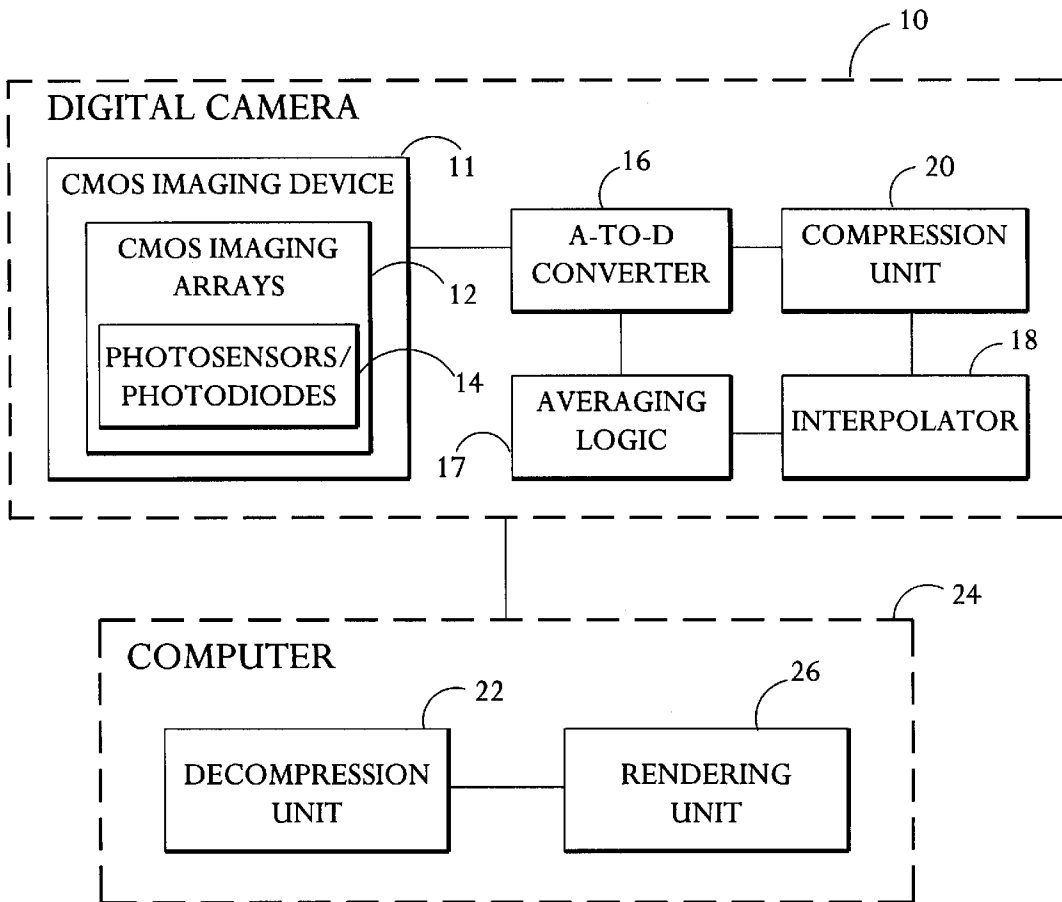 10
DIGITAL CAMERA
11
16
20
CMOS IMAGING DEVICE
CMOS IMAGING
ARRAYS
12
PHOTOSENSORS/
PHOTODIODES
14
A-TO-D
CONVERTER
COMPRESSION
UNIT
18
AVERAGING
LOGIC
17
INTERPOLATOR
24
COMPUTER
22
26
DECOMPRESSION
UNIT
RENDERING
UNIT